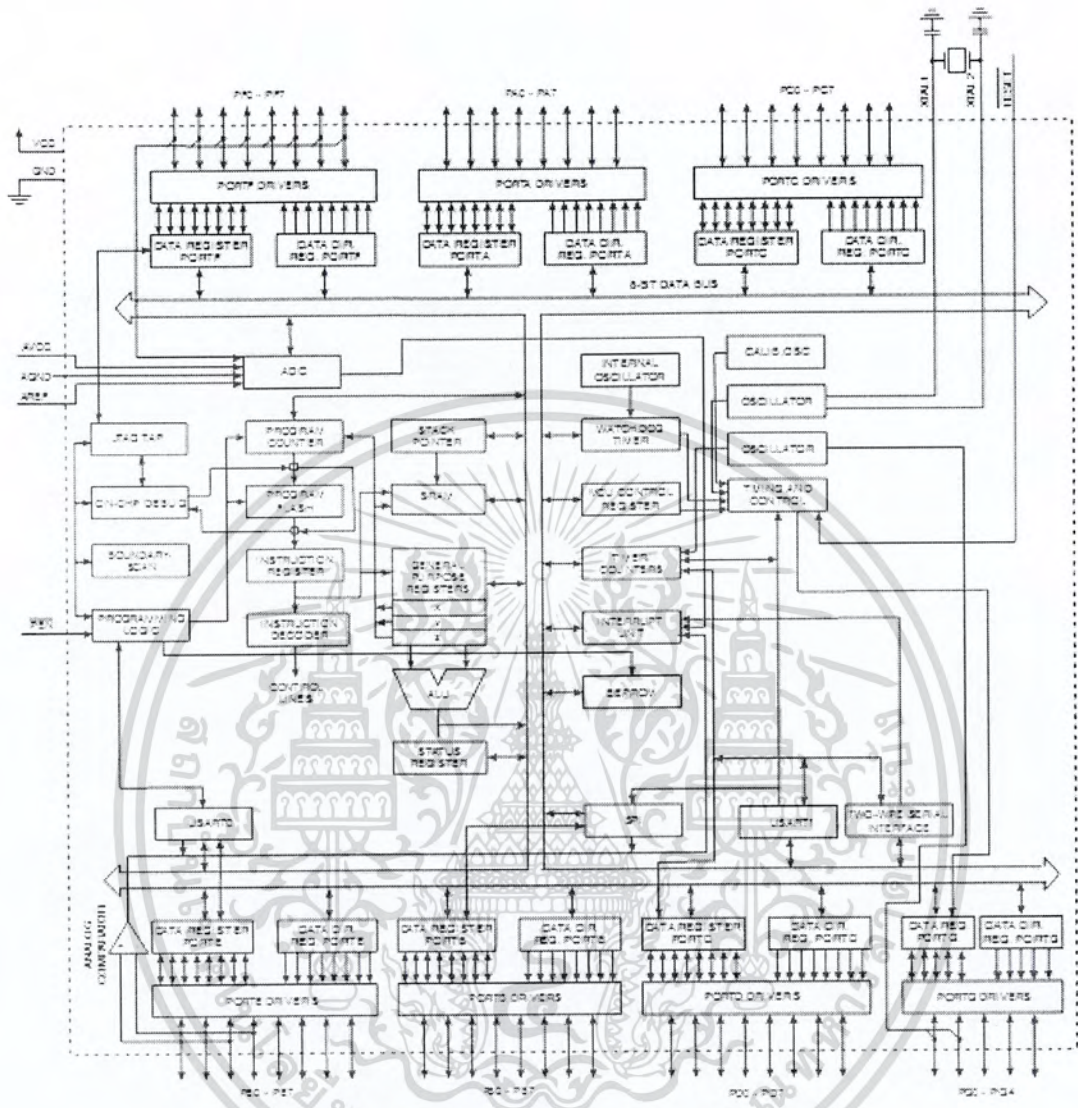 PF0 - PF7
PA0 - PA7
PC0 - PC7
XTAL1
XTAL2
RESET
VCC
GND
PORTF DRIVERS
PORTA DRIVERS
PORTC DRIVERS
DATA REGISTER
PORTF
DATA DIR.
REG. PORTF
DATA REGISTER
PORTA
DATA DIR.
REG. PORTA
DATA REGISTER
PORTC
DATA DIR.
REG. PORTC
8-BIT DATA BUS
AVCC
AGND
AREF
ADC
INTERNAL
OSCILLATOR
CALIB. OSC
OSCILLATOR
OSCILLATOR
JTAG TAP
PROGRAM
COUNTER
STACK
POINTER
WATCHDOG
TIMER
ON-CHIP DEBUG
PROGRAM
FLASH
SRAM
MCU CONTROL
REGISTER
TIMING AND
CONTROL
BOUNDARY-
SCAN
INSTRUCTION
REGISTER
GENERAL
PURPOSE
REGISTERS
X
Y
Z
TIMER/
COUNTERS
PEN
PROGRAMMING
LOGIC
INSTRUCTION
DECODER
INTERRUPT
UNIT
CONTROL
LINES
ALU
EEPROM
STATUS
REGISTER
USART0
SPI
USART1
TWO-WIRE SERIAL
INTERFACE
ANALOG
COMPARATOR
DATA REGISTER
PORTE
DATA DIR.
REG. PORTE
DATA REGISTER
PORTB
DATA DIR.
REG. PORTB
DATA REGISTER
PORTD
DATA DIR.
REG. PORTD
DATA REG.
PORTG
DATA DIR.
REG. PORTG
PORTE DRIVERS
PORTB DRIVERS
PORTD DRIVERS
PORTG DRIVERS
PE0 - PE7
PB0 - PB7
PD0 - PD7
PG0 - PG4